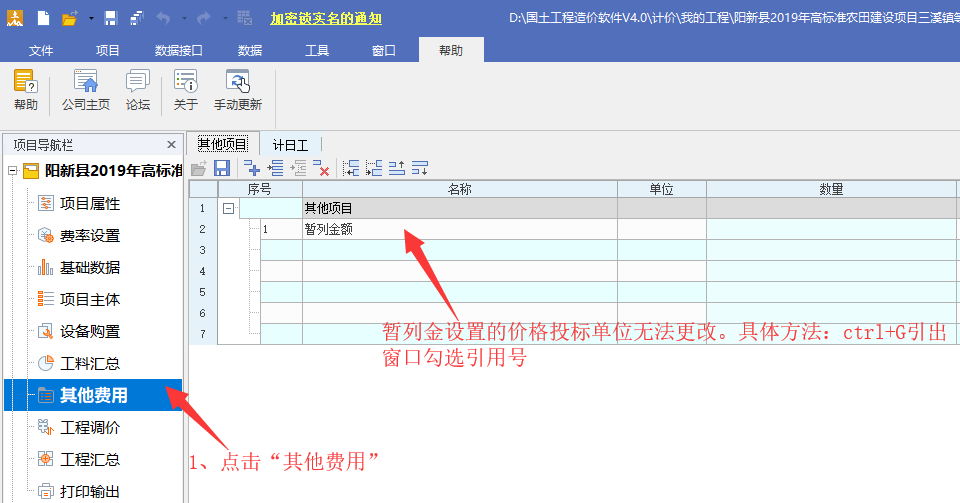 加密锁实名的通知
D:\国土工程造价软件V4.0\计价\我的工程\阳新县2019年高标准农田建设项目三溪镇
文件 项目 数据接口 数据 工具 窗口 帮助
帮助 公司主页 论坛 关于 手动更新
项目导航栏 ×
其他项目 计日工
阳新县2019年高标准
项目属性
费率设置
基础数据
项目主体
设备购置
工料汇总
其他费用
工程调价
工程汇总
打印输出
序号 名称 单位 数量
1 其他项目
2 1 暂列金额
3
4
5
6
7
暂列金设置的价格投标单位无法更改。具体方法：ctrl+G引出
窗口勾选引用号
1、点击“其他费用”